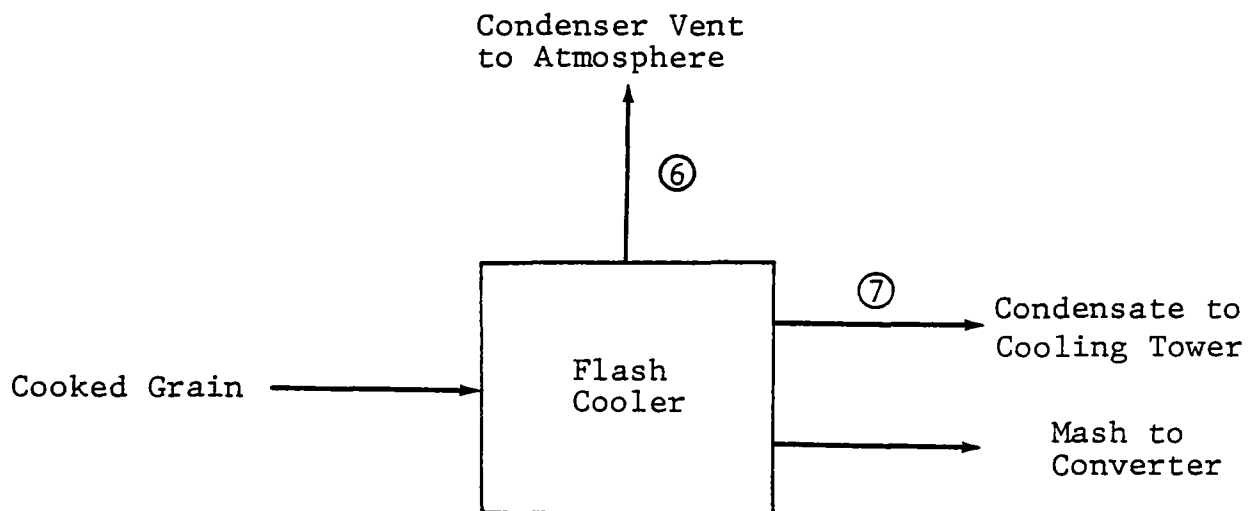 Condenser Vent
to Atmosphere
⑥
⑦
Condensate to
Cooling Tower
Flash
Cooler
Cooked Grain
Mash to
Converter